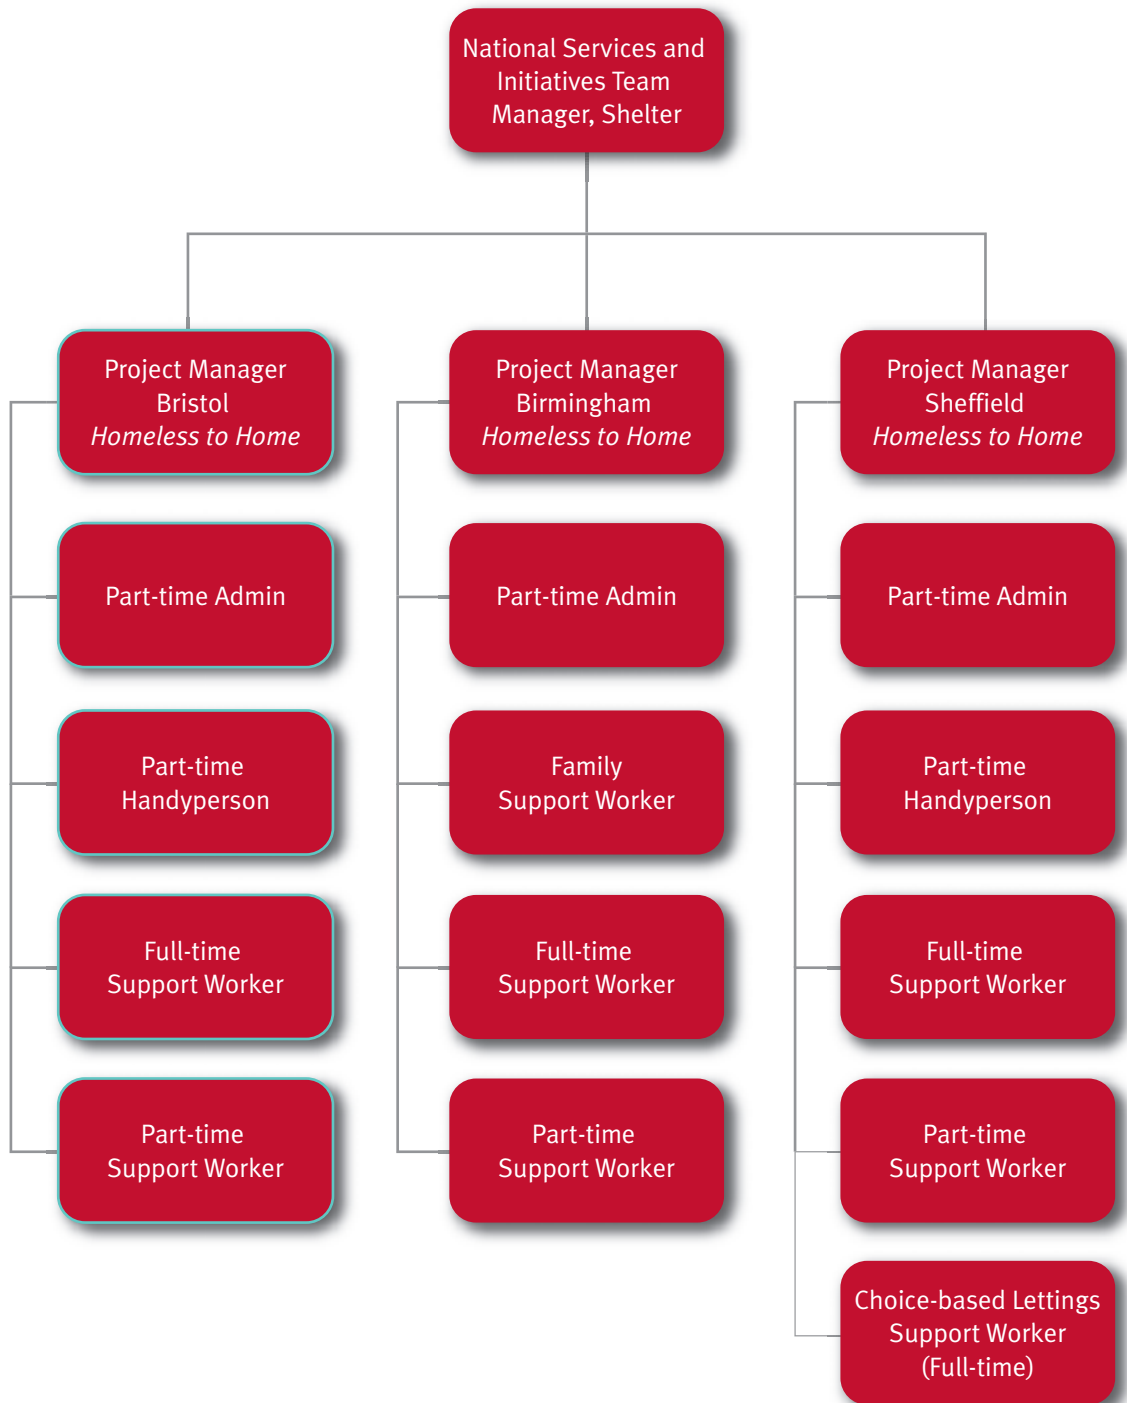 National Services and
Initiatives Team
Manager, Shelter
Project Manager
Bristol
Homeless to Home
Part-time Admin
Part-time
Handyperson
Full-time
Support Worker
Part-time
Support Worker
Project Manager
Birmingham
Homeless to Home
Part-time Admin
Family
Support Worker
Full-time
Support Worker
Part-time
Support Worker
Project Manager
Sheffield
Homeless to Home
Part-time Admin
Part-time
Handyperson
Full-time
Support Worker
Part-time
Support Worker
Choice-based Lettings
Support Worker
(Full-time)